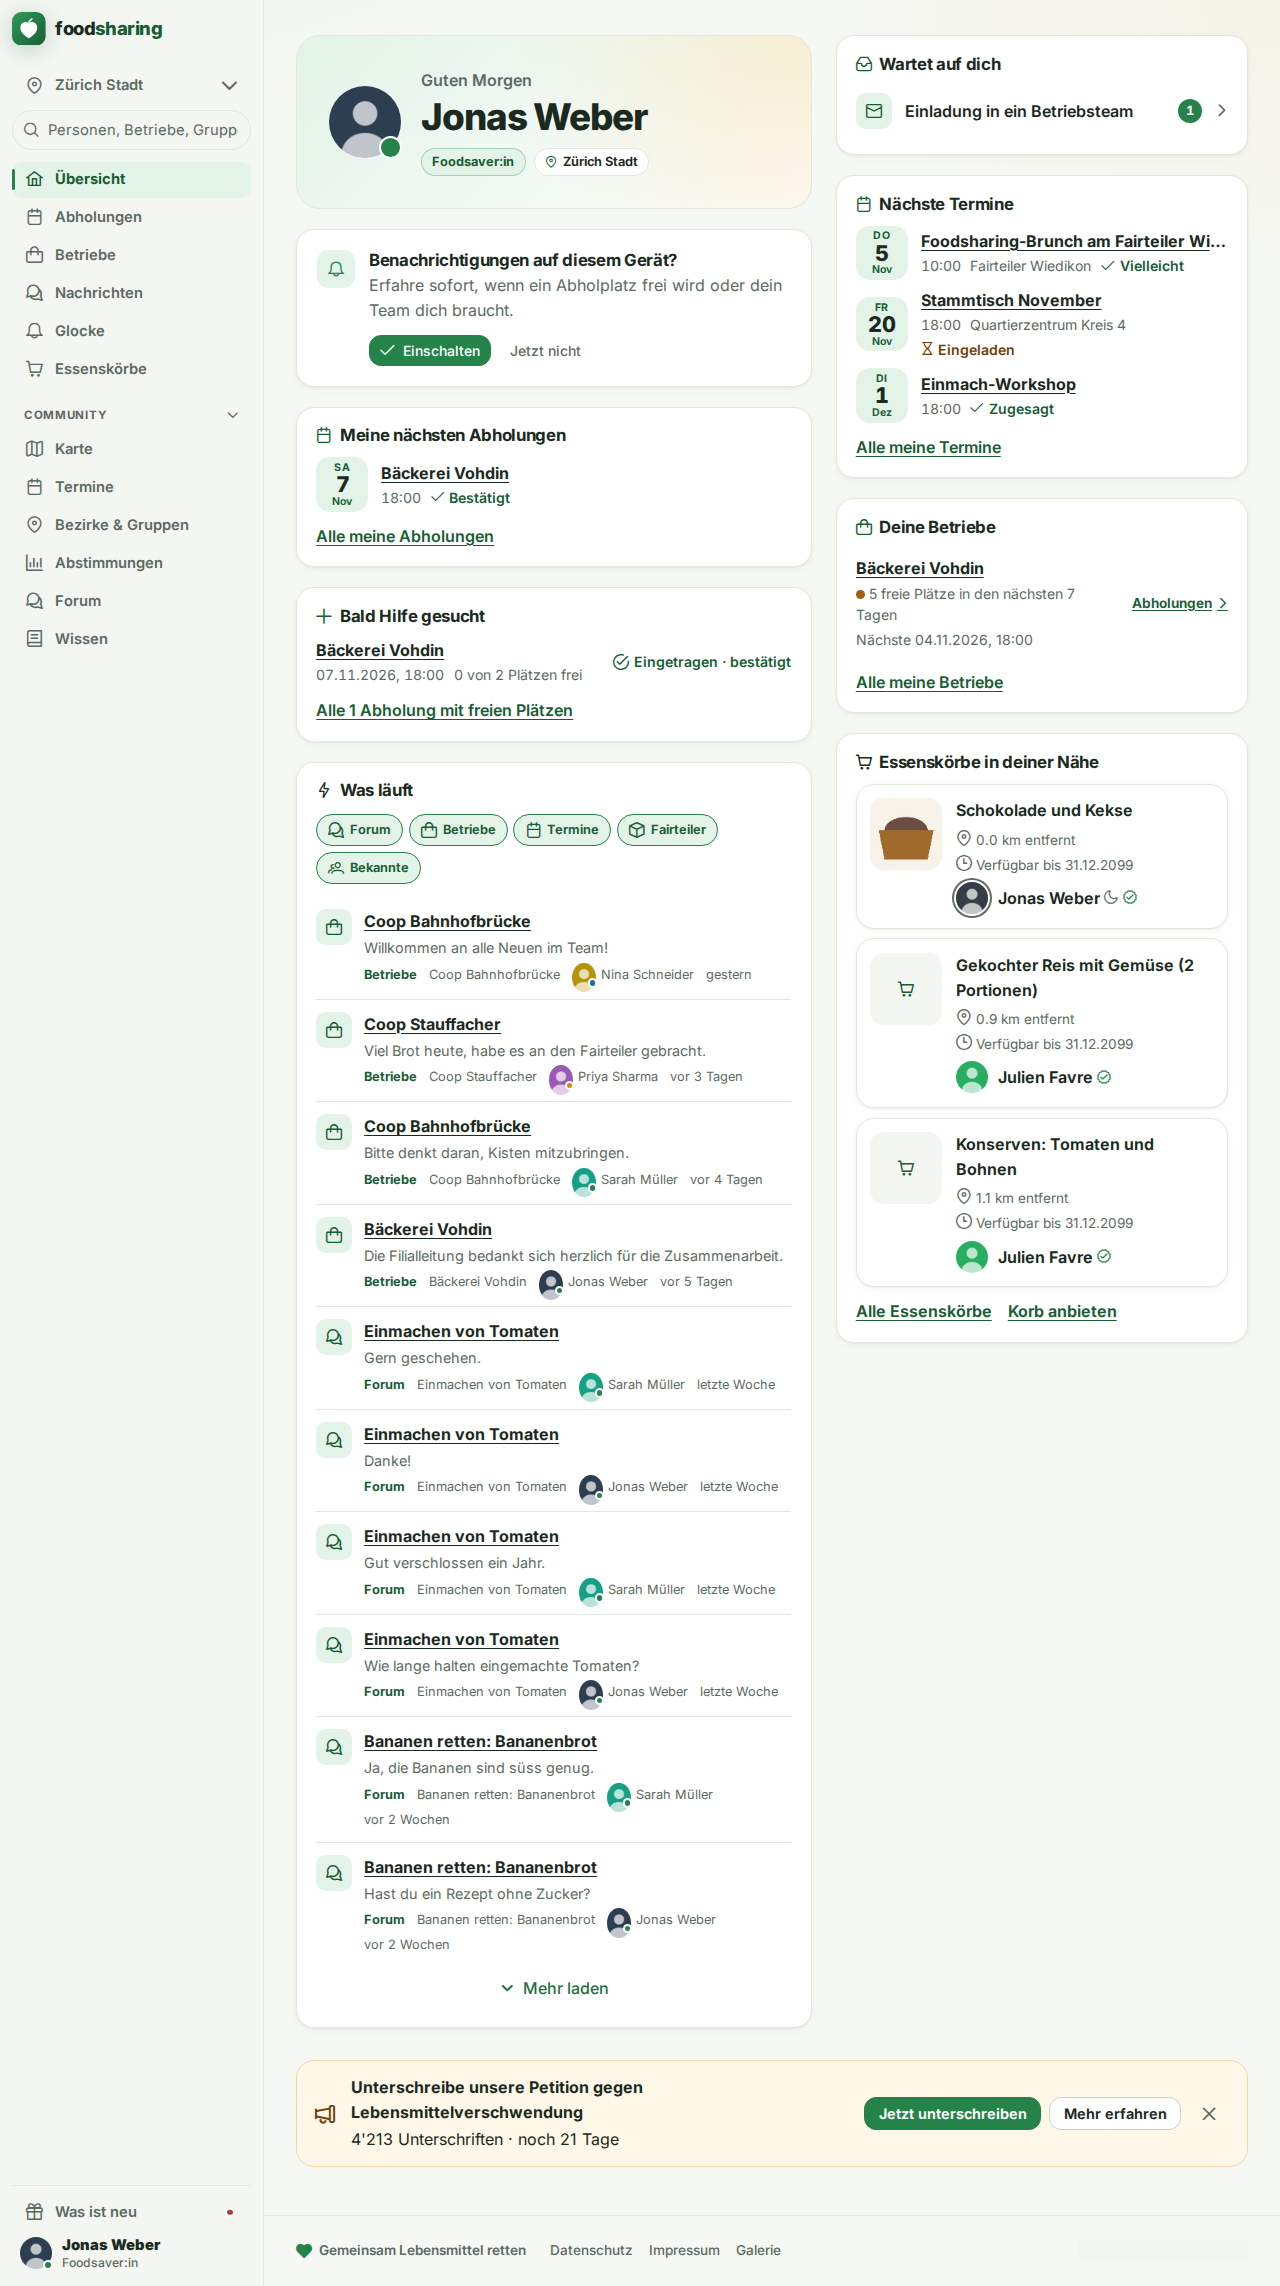 foodsharing
Zürich Stadt
Personen, Betriebe, Grupp
Übersicht
Abholungen
Betriebe
Nachrichten
Glocke
Essenskörbe
COMMUNITY
Karte
Termine
Bezirke & Gruppen
Abstimmungen
Forum
Wissen
Was ist neu
Jonas Weber
Foodsaver:in
Guten Morgen
Jonas Weber
Foodsaver:in Zürich Stadt
Benachrichtigungen auf diesem Gerät?
Erfahre sofort, wenn ein Abholplatz frei wird oder dein
Team dich braucht.
Einschalten Jetzt nicht
Meine nächsten Abholungen
SA
7
Nov
Bäckerei Vohdin
18:00 Bestätigt
Alle meine Abholungen
Bald Hilfe gesucht
Bäckerei Vohdin
07.11.2026, 18:00 0 von 2 Plätzen frei
Eingetragen · bestätigt
Alle 1 Abholung mit freien Plätzen
Was läuft
Forum Betriebe Termine Fairteiler
Bekannte
Coop Bahnhofbrücke
Willkommen an alle Neuen im Team!
Betriebe Coop Bahnhofbrücke Nina Schneider gestern
Coop Stauffacher
Viel Brot heute, habe es an den Fairteiler gebracht.
Betriebe Coop Stauffacher Priya Sharma vor 3 Tagen
Coop Bahnhofbrücke
Bitte denkt daran, Kisten mitzubringen.
Betriebe Coop Bahnhofbrücke Sarah Müller vor 4 Tagen
Bäckerei Vohdin
Die Filialleitung bedankt sich herzlich für die Zusammenarbeit.
Betriebe Bäckerei Vohdin Jonas Weber vor 5 Tagen
Einmachen von Tomaten
Gern geschehen.
Forum Einmachen von Tomaten Sarah Müller letzte Woche
Einmachen von Tomaten
Danke!
Forum Einmachen von Tomaten Jonas Weber letzte Woche
Einmachen von Tomaten
Gut verschlossen ein Jahr.
Forum Einmachen von Tomaten Sarah Müller letzte Woche
Einmachen von Tomaten
Wie lange halten eingemachte Tomaten?
Forum Einmachen von Tomaten Jonas Weber letzte Woche
Bananen retten: Bananenbrot
Ja, die Bananen sind süss genug.
Forum Bananen retten: Bananenbrot Sarah Müller
vor 2 Wochen
Bananen retten: Bananenbrot
Hast du ein Rezept ohne Zucker?
Forum Bananen retten: Bananenbrot Jonas Weber
vor 2 Wochen
Mehr laden
Wartet auf dich
Einladung in ein Betriebsteam 1
Nächste Termine
DO
5
Nov
Foodsharing-Brunch am Fairteiler Wi...
10:00 Fairteiler Wiedikon Vielleicht
FR
20
Nov
Stammtisch November
18:00 Quartierzentrum Kreis 4
Eingeladen
DI
1
Dez
Einmach-Workshop
18:00 Zugesagt
Alle meine Termine
Deine Betriebe
Bäckerei Vohdin
5 freie Plätze in den nächsten 7
Tagen
Nächste 04.11.2026, 18:00
Abholungen
Alle meine Betriebe
Essenskörbe in deiner Nähe
Schokolade und Kekse
0.0 km entfernt
Verfügbar bis 31.12.2099
Jonas Weber
Gekochter Reis mit Gemüse (2
Portionen)
0.9 km entfernt
Verfügbar bis 31.12.2099
Julien Favre
Konserven: Tomaten und
Bohnen
1.1 km entfernt
Verfügbar bis 31.12.2099
Julien Favre
Alle Essenskörbe Korb anbieten
Unterschreibe unsere Petition gegen
Lebensmittelverschwendung
4'213 Unterschriften · noch 21 Tage
Jetzt unterschreiben Mehr erfahren
Gemeinsam Lebensmittel retten Datenschutz Impressum Galerie